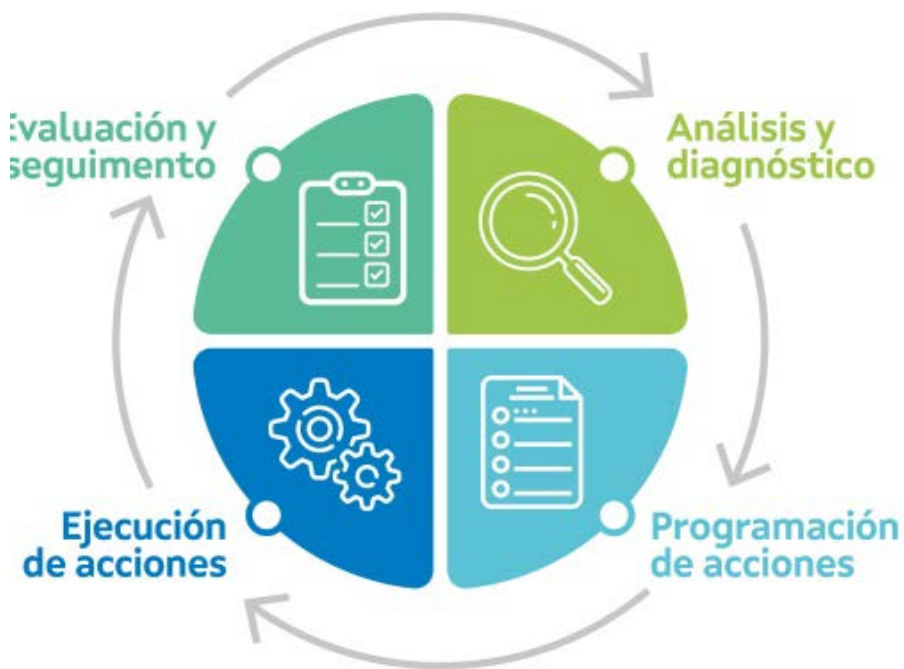 Evaluación y
seguimento
Análisis y
diagnóstico
Ejecución
de acciones
Programación
de acciones